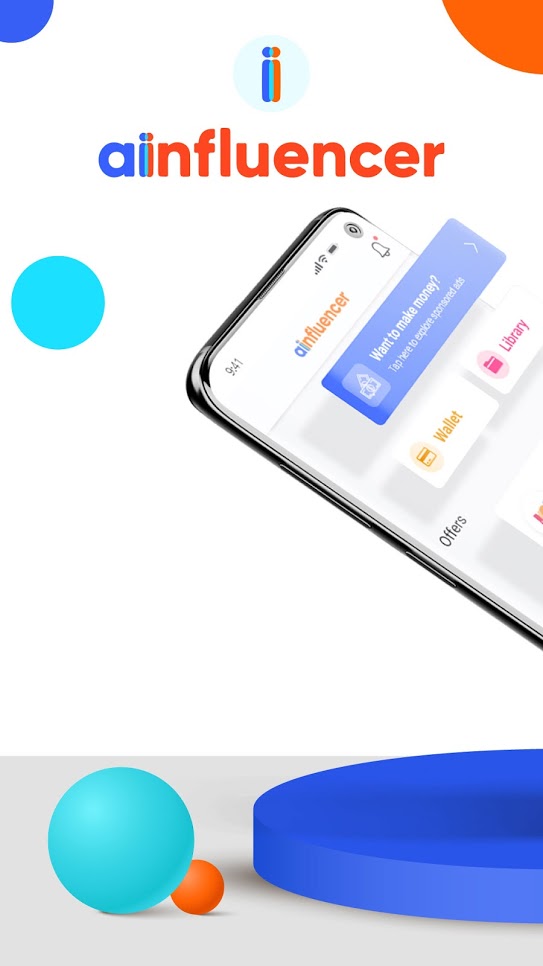 ainfluencer
9:41
ainfluencer
Want to make money?
Tap here to explore sponsored ads
Wallet
Library
Offers